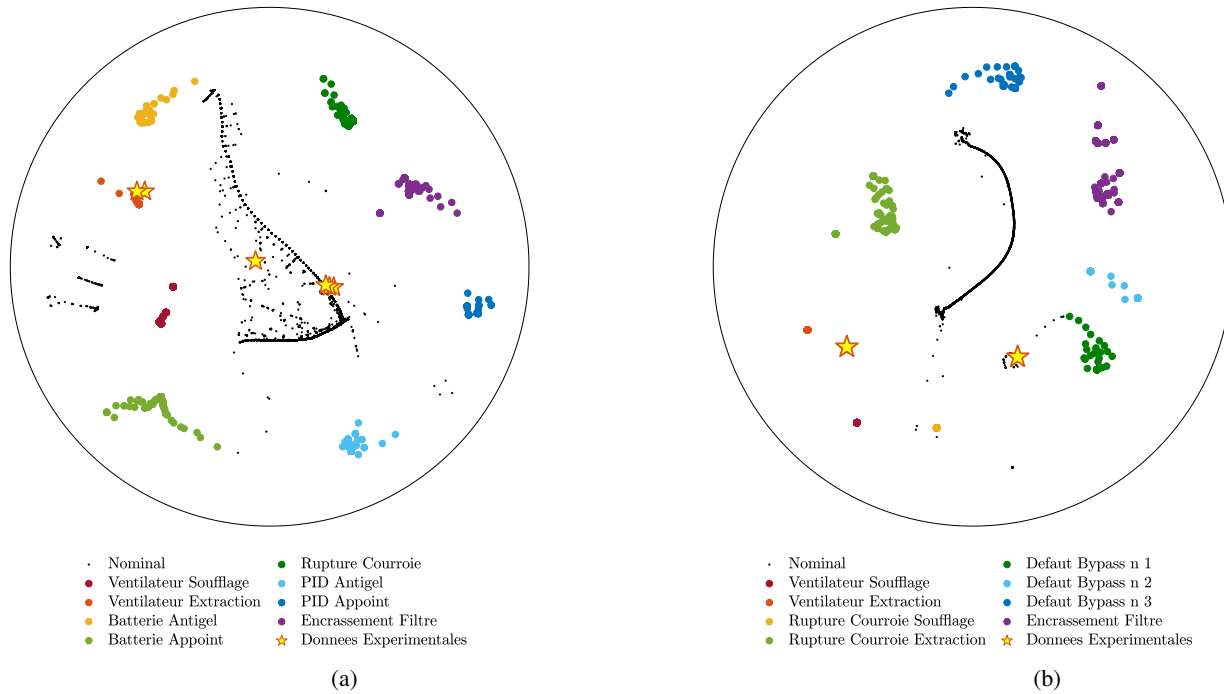 Nominal
Ventilateur Soufflage
Ventilateur Extraction
Batterie Antigel
Batterie Appoint
Rupture Courroie
PID Antigel
PID Appoint
Encrassement Filtre
Donnees Experimentales
(a)
Nominal
Ventilateur Soufflage
Ventilateur Extraction
Rupture Courroie Soufflage
Rupture Courroie Extraction
Defaut Bypass n 1
Defaut Bypass n 2
Defaut Bypass n 3
Encrassement Filtre
Donnees Experimentales
(b)